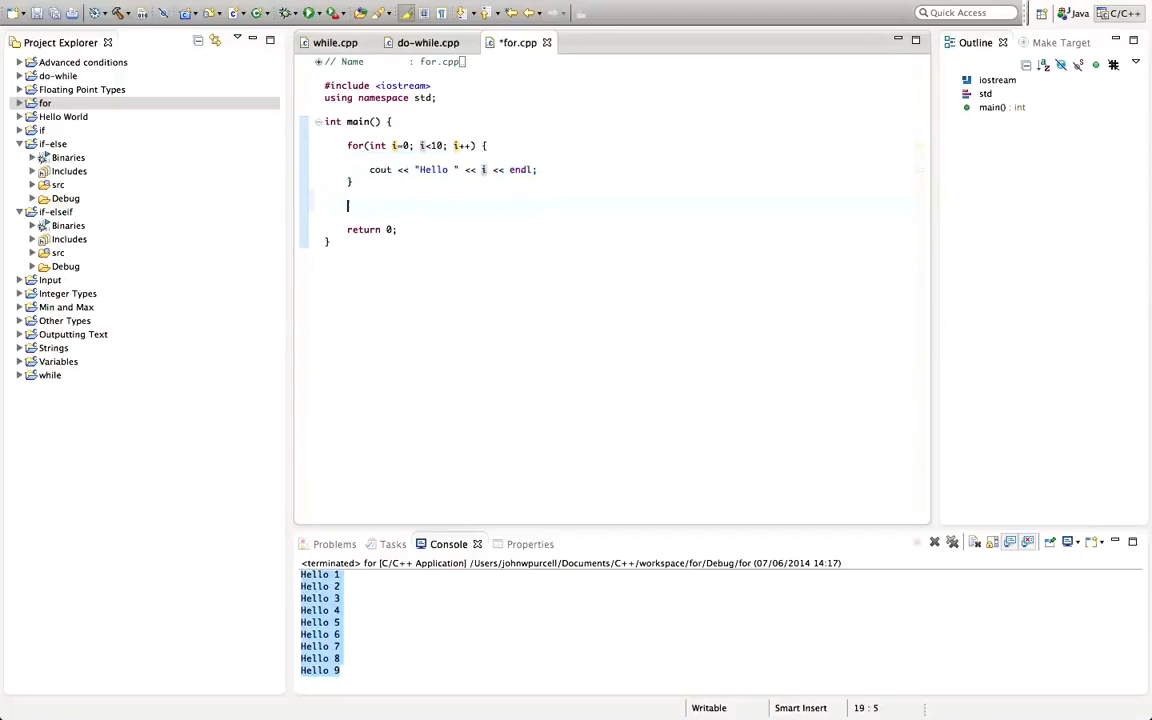 Quick Access
Java
C/C++
Project Explorer
Advanced conditions
do-while
Floating Point Types
for
Hello World
if
if-else
Binaries
Includes
src
Debug
if-elseif
Binaries
Includes
src
Debug
Input
Integer Types
Min and Max
Other Types
Outputting Text
Strings
Variables
while
while.cpp
do-while.cpp
*for.cpp
// Name : for.cpp
#include <iostream>
using namespace std;
int main() {
for(int i=0; i<10; i++) {
cout << "Hello " << i << endl;
}
return 0;
}
Outline
Make Target
iostream
std
main() : int
Problems
Tasks
Console
Properties
<terminated> for [C/C++ Application] /Users/johnwpurcell/Documents/C++/workspace/for/Debug/for (07/06/2014 14:17)
Hello 1
Hello 2
Hello 3
Hello 4
Hello 5
Hello 6
Hello 7
Hello 8
Hello 9
Writable
Smart Insert
19 : 5